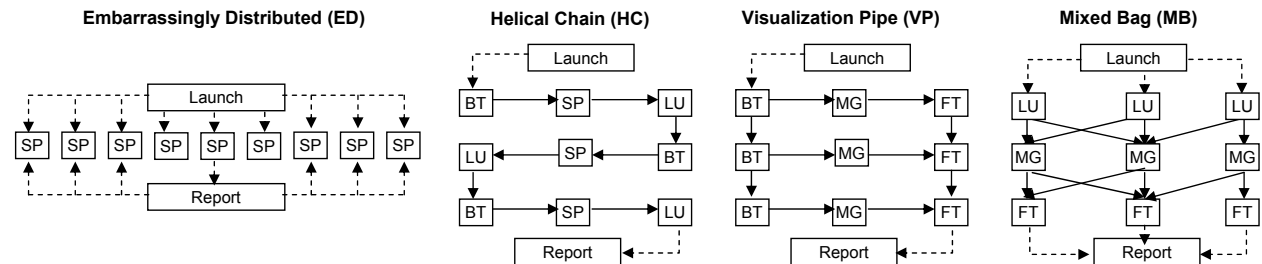 Embarrassingly Distributed (ED)
Launch
SP SP SP SP SP SP SP SP SP
Report
Helical Chain (HC)
Launch
BT SP LU
LU SP BT
BT SP LU
Report
Visualization Pipe (VP)
Launch
BT MG FT
BT MG FT
BT MG FT
Report
Mixed Bag (MB)
Launch
LU LU LU
MG MG MG
FT FT FT
Report